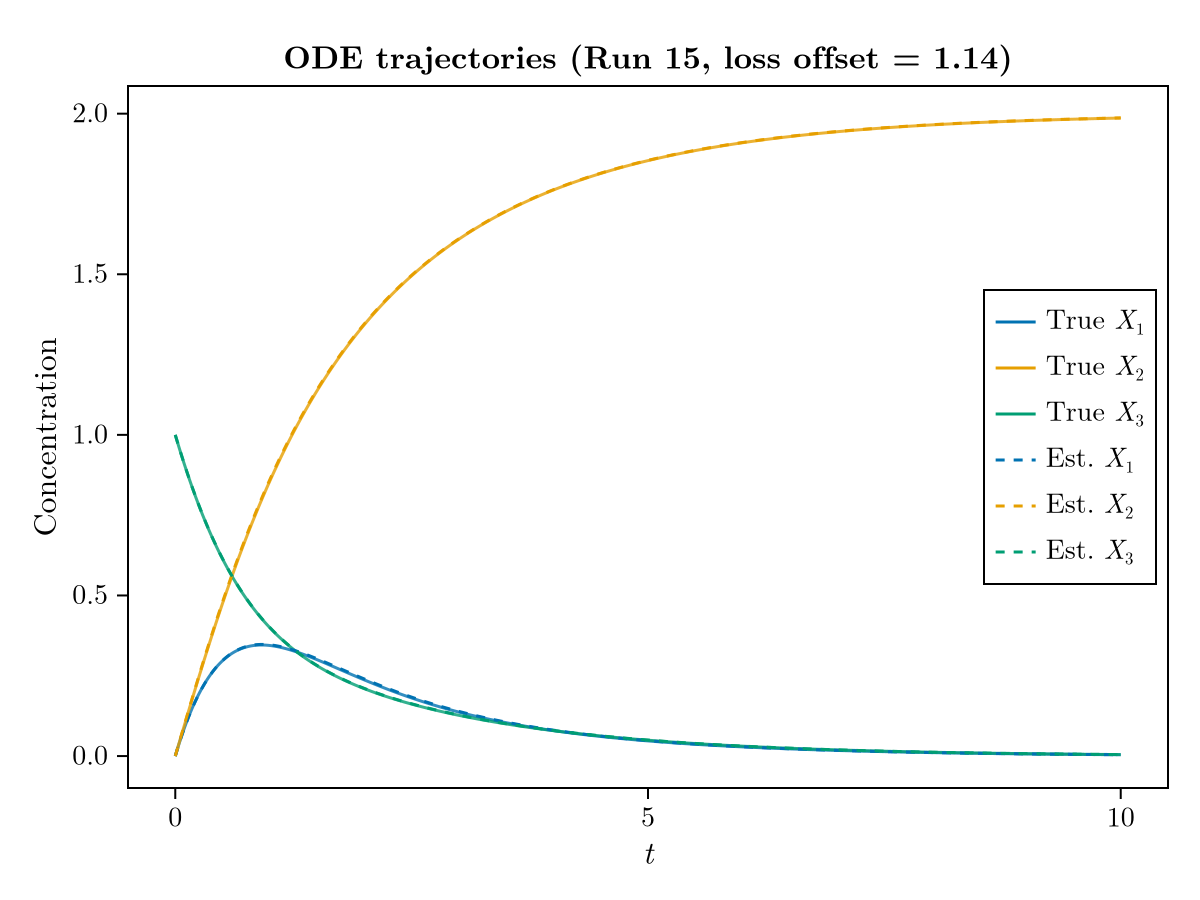 ODE trajectories (Run 15, loss offset = 1.14)
2.0
1.5
1.0
0.5
0.0
Concentration
True X₁
True X₂
True X₃
Est. X₁
Est. X₂
Est. X₃
0 5 10
t